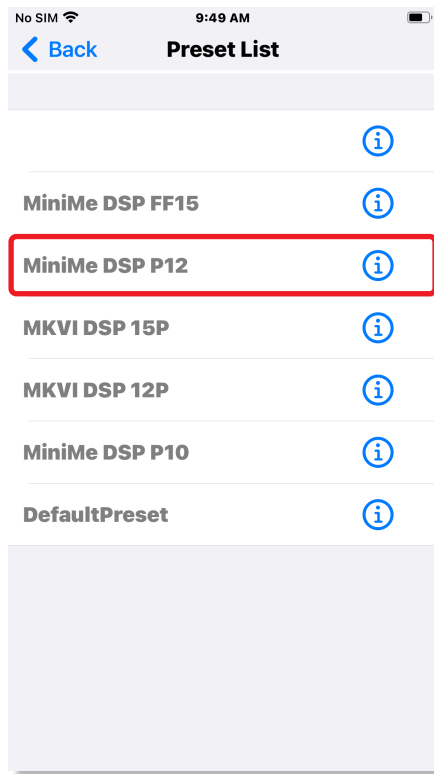 No SIM 9:49 AM
Back Preset List
MiniMe DSP FF15
MiniMe DSP P12
MKVI DSP 15P
MKVI DSP 12P
MiniMe DSP P10
DefaultPreset